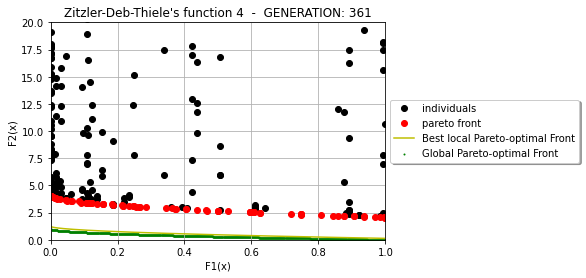 Zitzler-Deb-Thiele's function 4 - GENERATION: 361
20.0
17.5
15.0
12.5
10.0
7.5
5.0
2.5
0.0
F2(x)
0.0 0.2 0.4 0.6 0.8 1.0
F1(x)
individuals
pareto front
Best local Pareto-optimal Front
Global Pareto-optimal Front